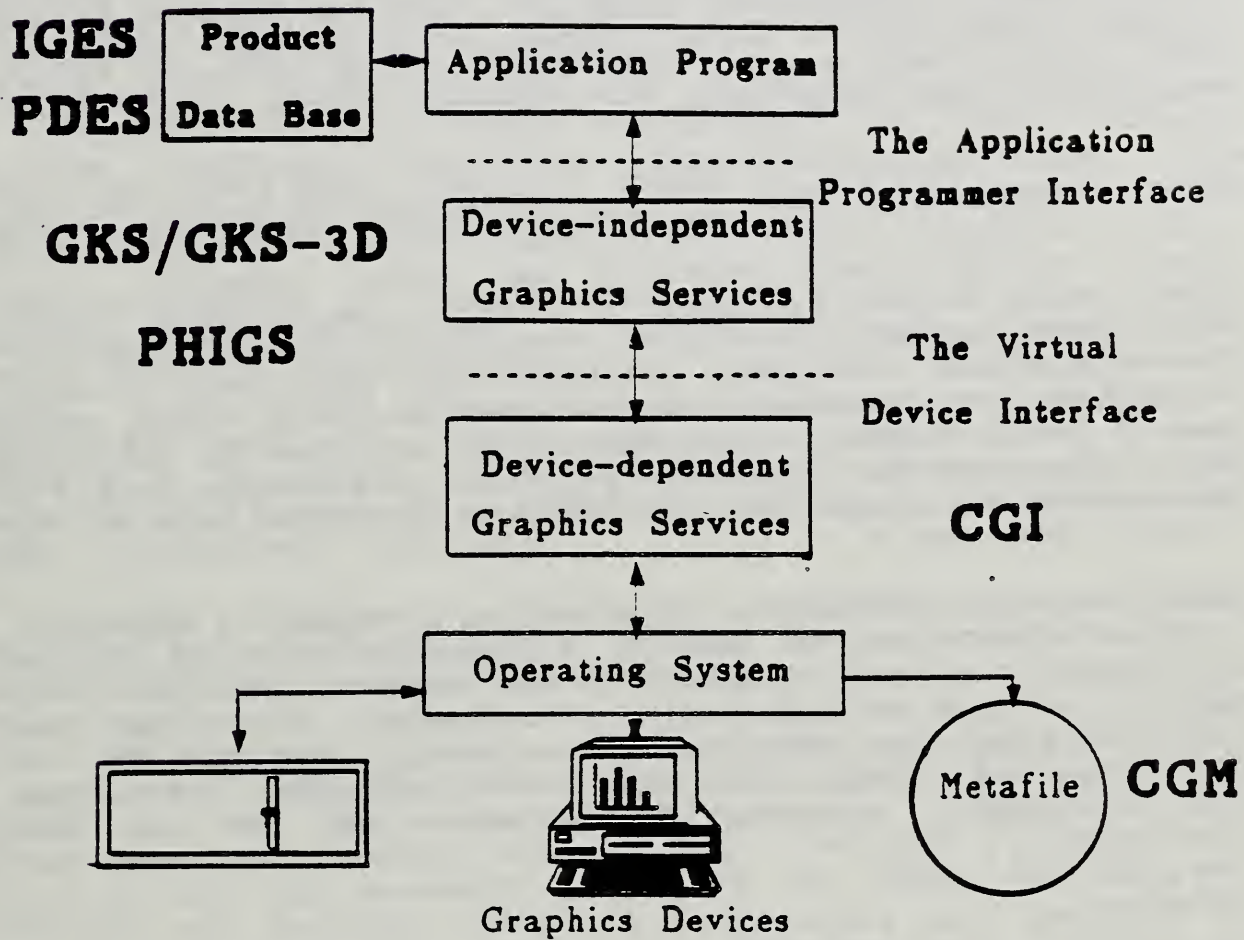 IGES
PDES
Product
Data Base
Application Program
The Application
Programmer Interface
GKS/GKS-3D
PHIGS
Device-independent
Graphics Services
The Virtual
Device Interface
Device-dependent
Graphics Services
CGI
Operating System
Metafile
CGM
Graphics Devices